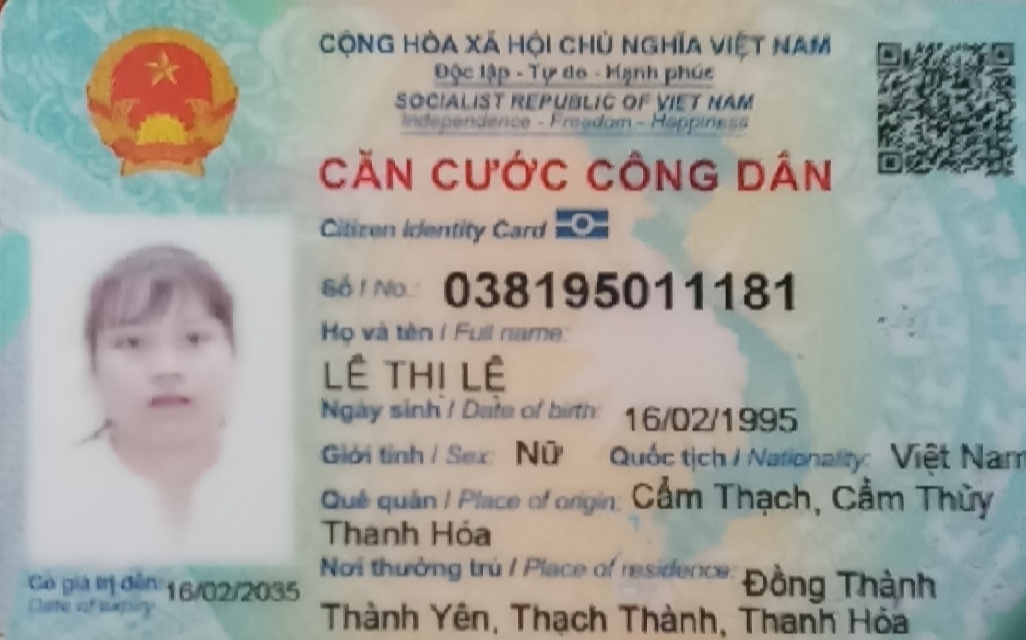 CỘNG HÒA XÃ HỘI CHỦ NGHĨA VIỆT NAM
Độc lập - Tự do - Hạnh phúc
SOCIALIST REPUBLIC OF VIET NAM
Independence - Freedom - Happiness
CĂN CƯỚC CÔNG DÂN
Citizen Identity Card
Số / No.: 038195011181
Họ và tên / Full name:
LÊ THỊ LỆ
Ngày sinh / Date of birth: 16/02/1995
Giới tính / Sex: Nữ Quốc tịch / Nationality: Việt Nam
Quê quán / Place of origin: Cẩm Thạch, Cẩm Thủy
Thanh Hóa
Nơi thường trú / Place of residence: Đồng Thành
Thành Yên, Thạch Thành, Thanh Hóa
Có giá trị đến: 16/02/2035
Date of expiry